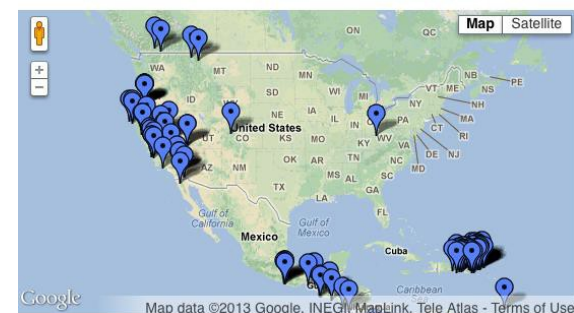 ON
QC
Map
Satellite
WA
MT
ND
MN
NB
PE
ID
SD
WI
MI
VT
ME
NS
NY
NH
NE
IA
IL
IN
PA
MA
United States
UT
CO
KS
MO
KY
WV
VA
CT
RI
AZ
NM
OK
AR
TN
NC
DE
NJ
MS
AL
SC
MD
TX
GA
LA
FL
Gulf of
California
Gulf of
Mexico
Mexico
Cuba
Caribbean
Google
Map data ©2013 Google, INEGI, MapLink, Tele Atlas - Terms of Use